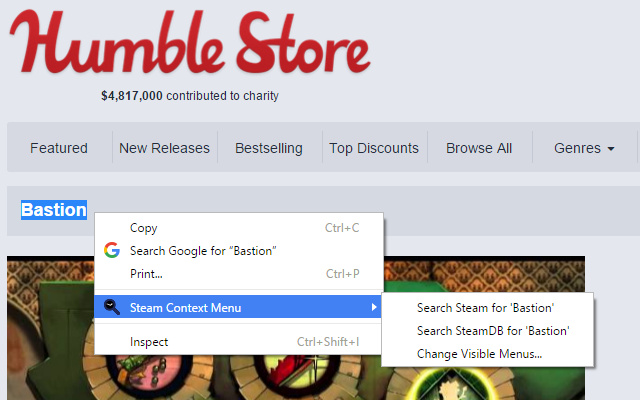 Humble Store
$4,817,000 contributed to charity
Featured New Releases Bestselling Top Discounts Browse All Genres
Bastion
Copy Ctrl+C
Search Google for “Bastion”
Print... Ctrl+P
Steam Context Menu
Search Steam for 'Bastion'
Search SteamDB for 'Bastion'
Change Visible Menus...
Inspect Ctrl+Shift+I